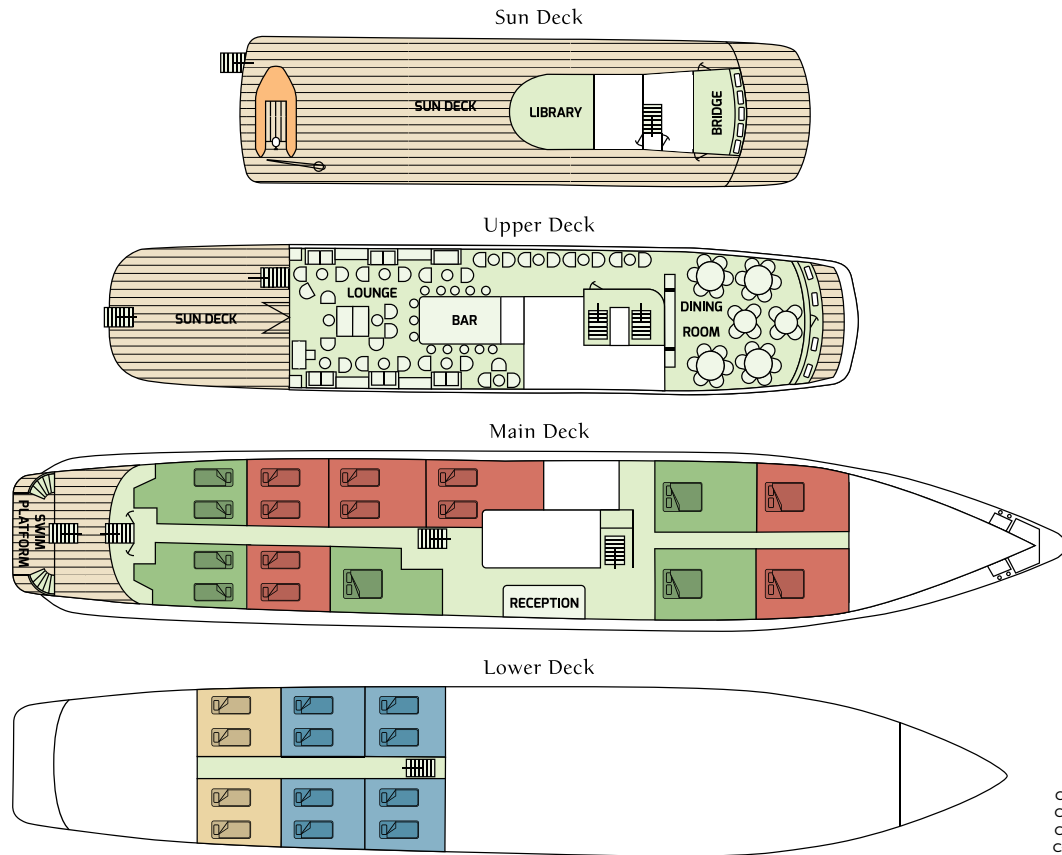 Sun Deck
SUN DECK
LIBRARY
BRIDGE
Upper Deck
LOUNGE
SUN DECK
BAR
DINING
ROOM
Main Deck
SWIM
PLATFORM
RECEPTION
Lower Deck